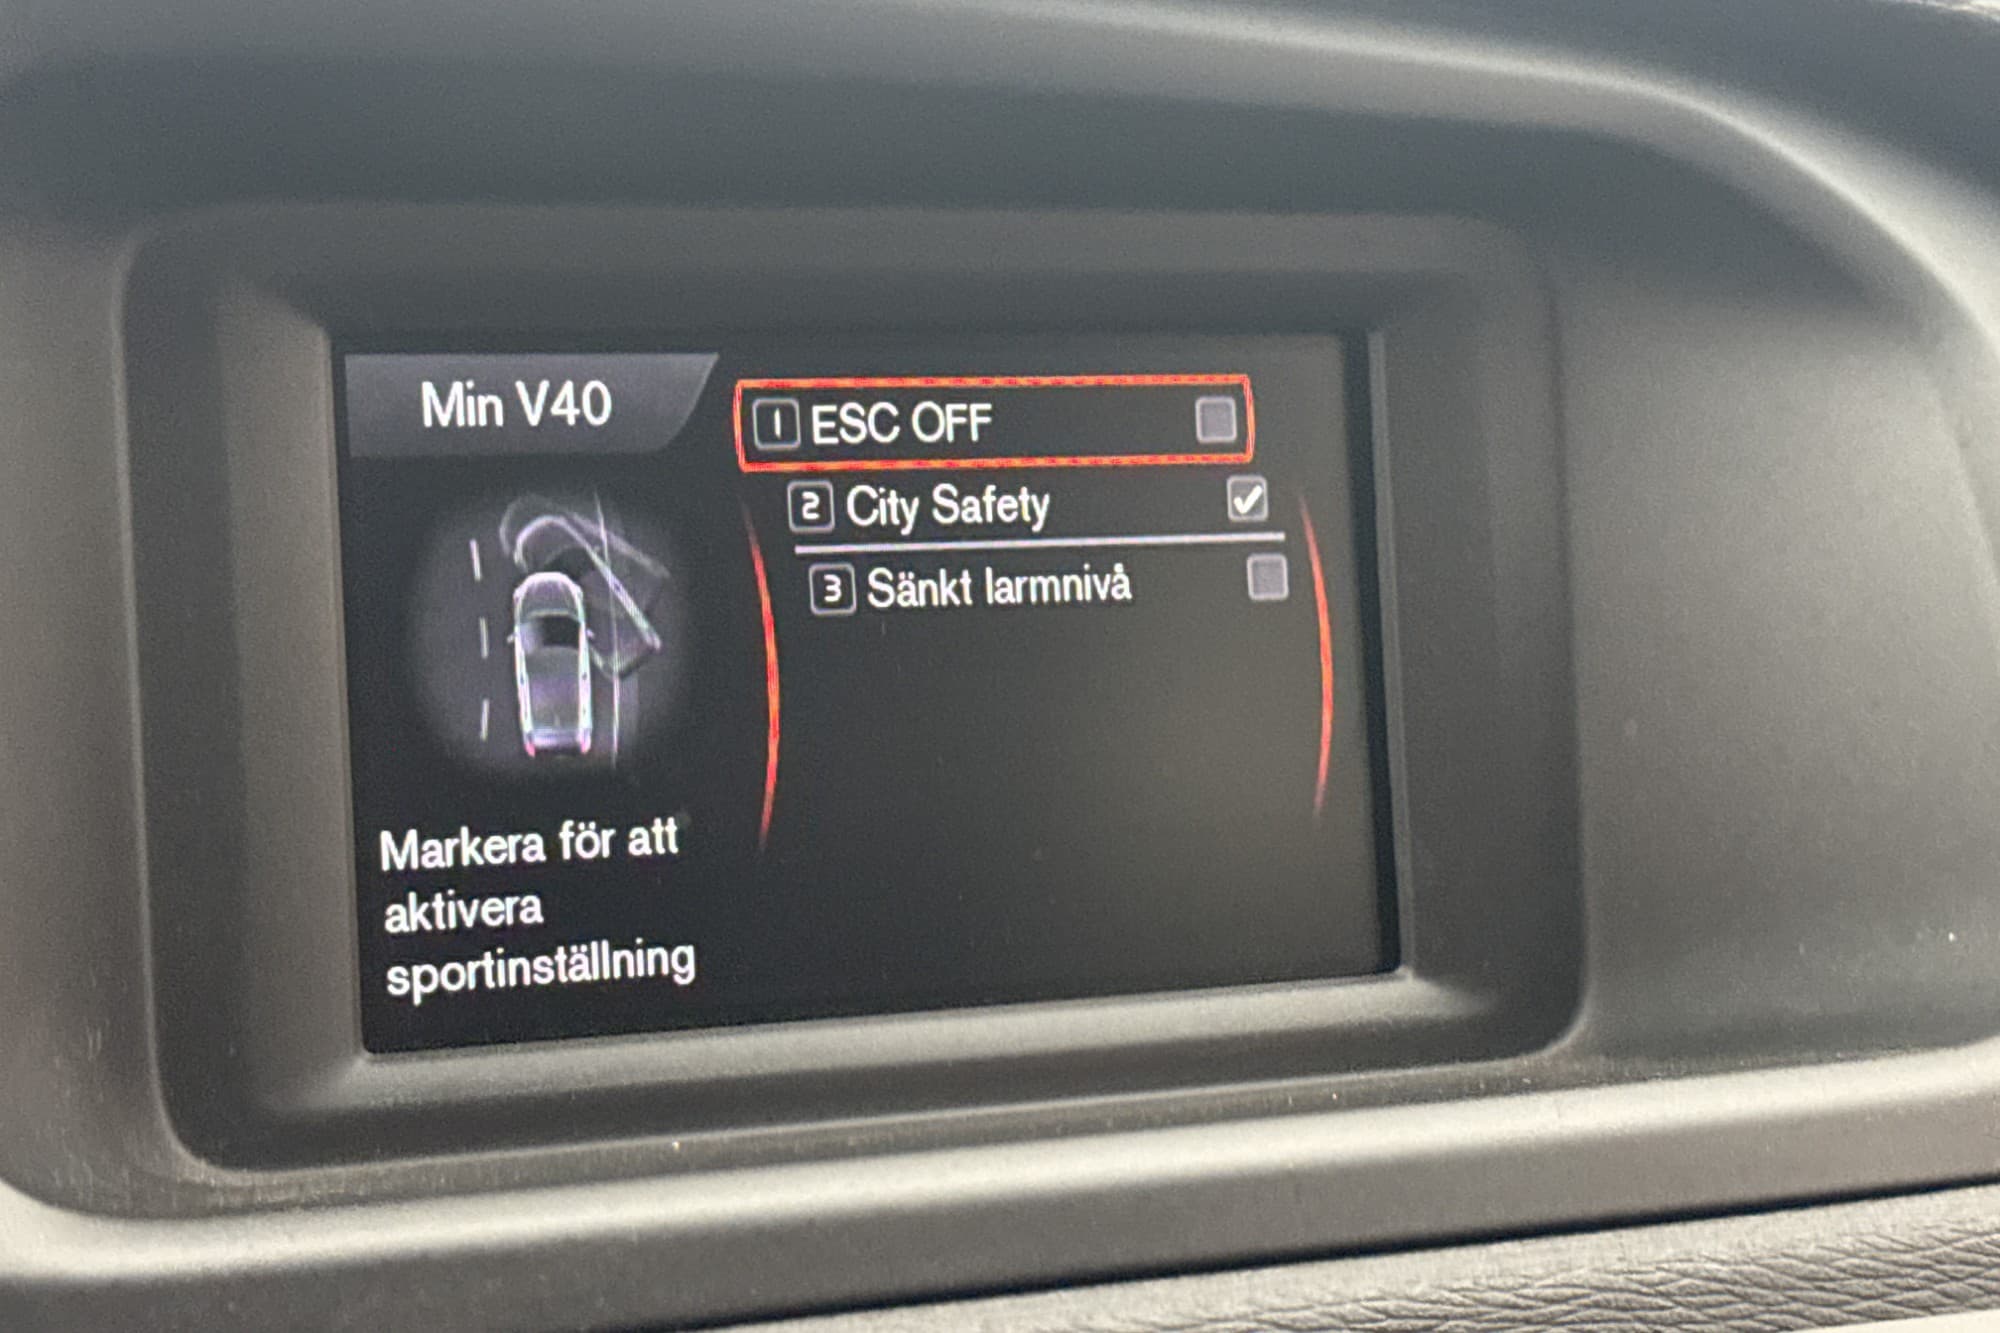 Min V40
1 ESC OFF
2 City Safety
3 Sänkt larmnivå
Markera för att
aktivera
sportinställning